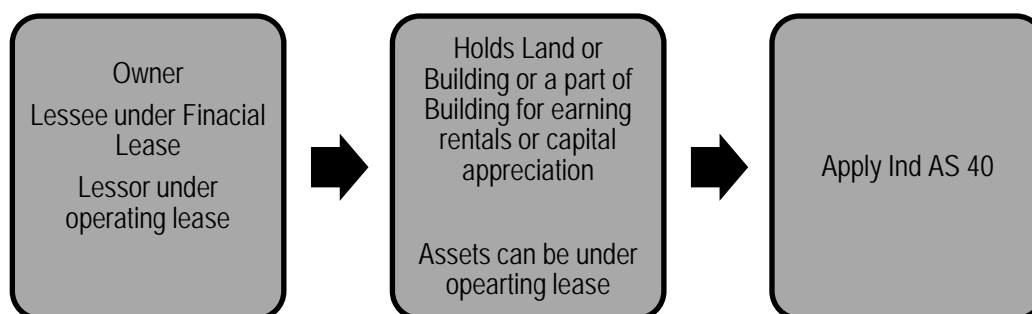 Owner
Lessee under Finacial
Lease
Lessor under
operating lease
Holds Land or
Building or a part of
Building for earning
rentals or capital
appreciation
Assets can be under
opearting lease
Apply Ind AS 40